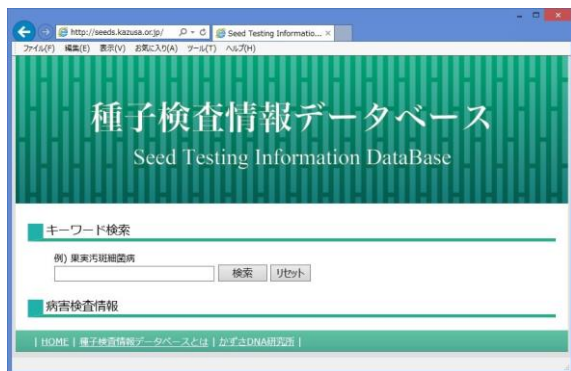 http://seeds.kazusa.or.jp/
Seed Testing Informatio...
ファイル(F) 編集(E) 表示(V) お気に入り(A) ツール(T) ヘルプ(H)
種子検査情報データベース
Seed Testing Information DataBase
キーワード検索
例) 果実汚斑細菌病
検索 リセット
病害検査情報
| HOME | 種子検査情報データベースとは | かずさDNA研究所 |